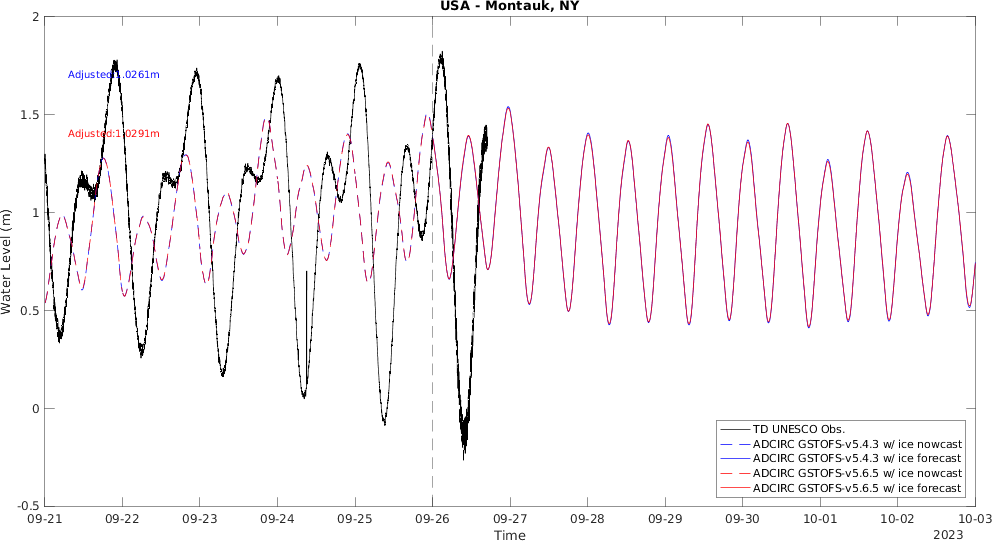 USA - Montauk, NY
2
1.5
1
0.5
0
-0.5
Water Level (m)
Adjusted:1.0261m
Adjusted:1.0291m
TD UNESCO Obs.
ADCIRC GSTOFS-v5.4.3 w/ ice nowcast
ADCIRC GSTOFS-v5.4.3 w/ ice forecast
ADCIRC GSTOFS-v5.6.5 w/ ice nowcast
ADCIRC GSTOFS-v5.6.5 w/ ice forecast
09-21 09-22 09-23 09-24 09-25 09-26 09-27 09-28 09-29 09-30 10-01 10-02 10-03
Time
2023